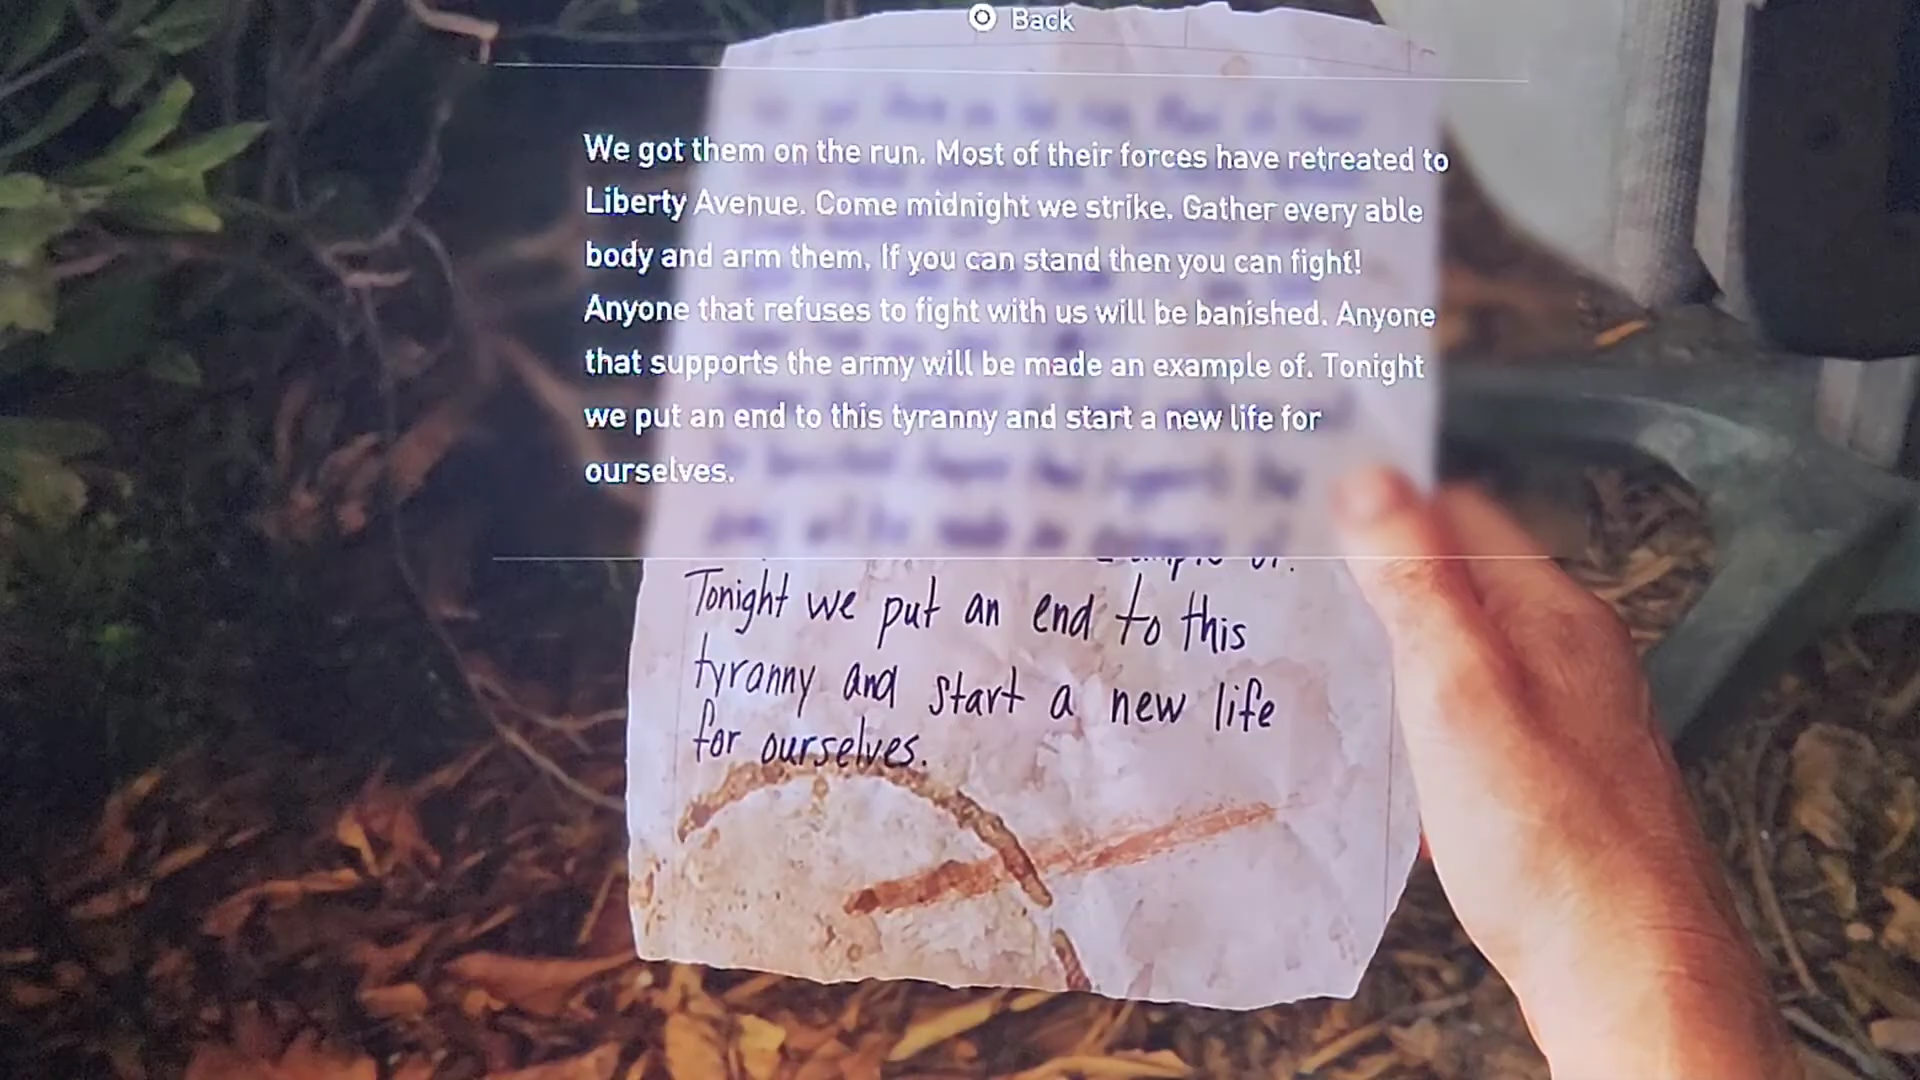 Back
We got them on the run. Most of their forces have retreated to
Liberty Avenue. Come midnight we strike. Gather every able
body and arm them. If you can stand then you can fight!
Anyone that refuses to fight with us will be banished. Anyone
that supports the army will be made an example of. Tonight
we put an end to this tyranny and start a new life for
ourselves.
Tonight we put an end to this
tyranny and start a new life
for ourselves.